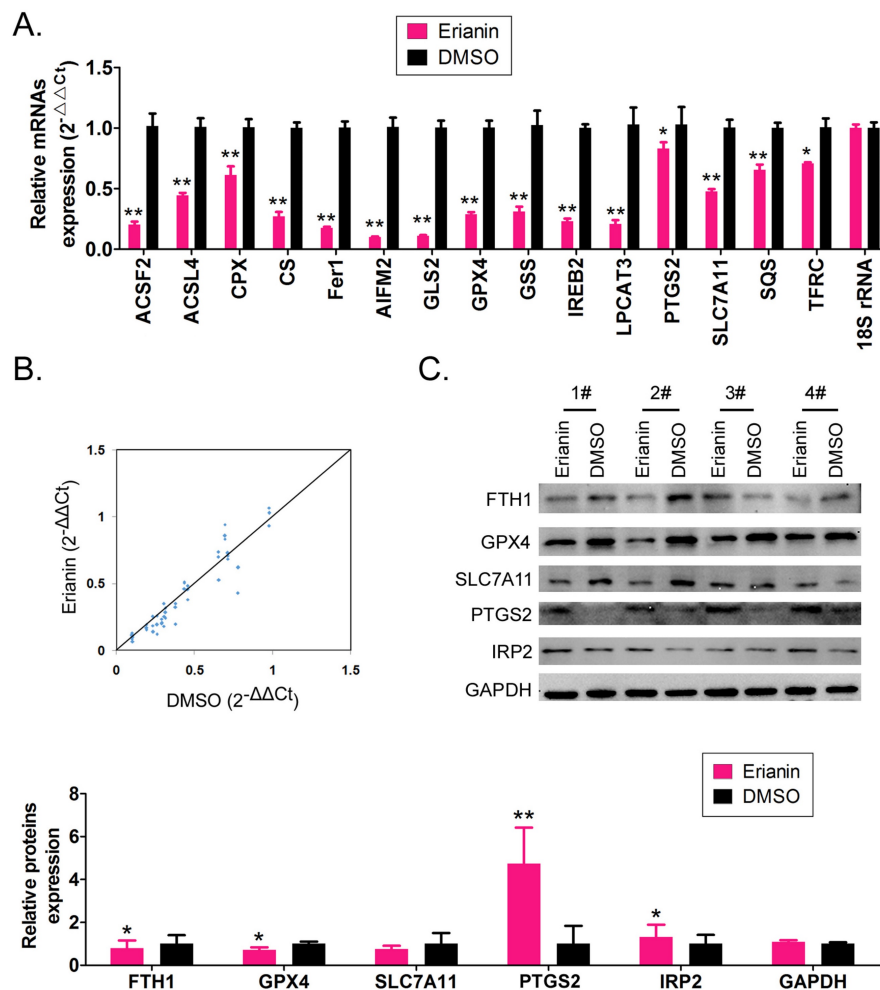 A.
Erianin
DMSO
Relative mRNAs
expression (2-△△Ct)
1.5
1.0
0.5
0.0
** ** ** ** ** ** ** ** ** ** ** * ** ** *
ACSF2 ACSL4 CPX CS Fer1 AIFM2 GLS2 GPX4 GSS IREB2 LPCAT3 PTGS2 SLC7A11 SQS TFRC 18S rRNA
B.
Erianin (2-ΔΔCt)
1.5
1
0.5
0
0 0.5 1 1.5
DMSO (2-ΔΔCt)
C.
1# 2# 3# 4#
Erianin DMSO Erianin DMSO Erianin DMSO Erianin DMSO
FTH1
GPX4
SLC7A11
PTGS2
IRP2
GAPDH
Erianin
DMSO
Relative proteins
expression
8
6
4
2
0
* * ** *
FTH1 GPX4 SLC7A11 PTGS2 IRP2 GAPDH